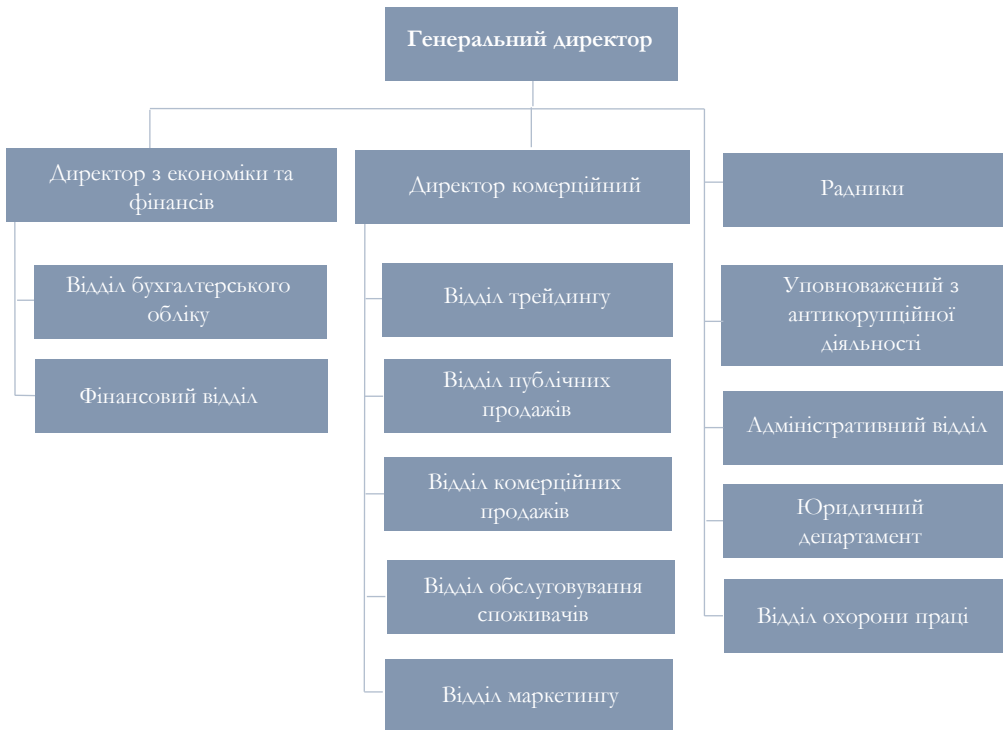 Генеральний директор
Директор з економіки та
фінансів
Відділ бухгалтерського
обліку
Фінансовий відділ
Директор комерційний
Відділ трейдингу
Відділ публічних
продажів
Відділ комерційних
продажів
Відділ обслуговування
споживачів
Відділ маркетингу
Радники
Уповноважений з
антикорупційної
діяльності
Адміністративний відділ
Юридичний
департамент
Відділ охорони праці